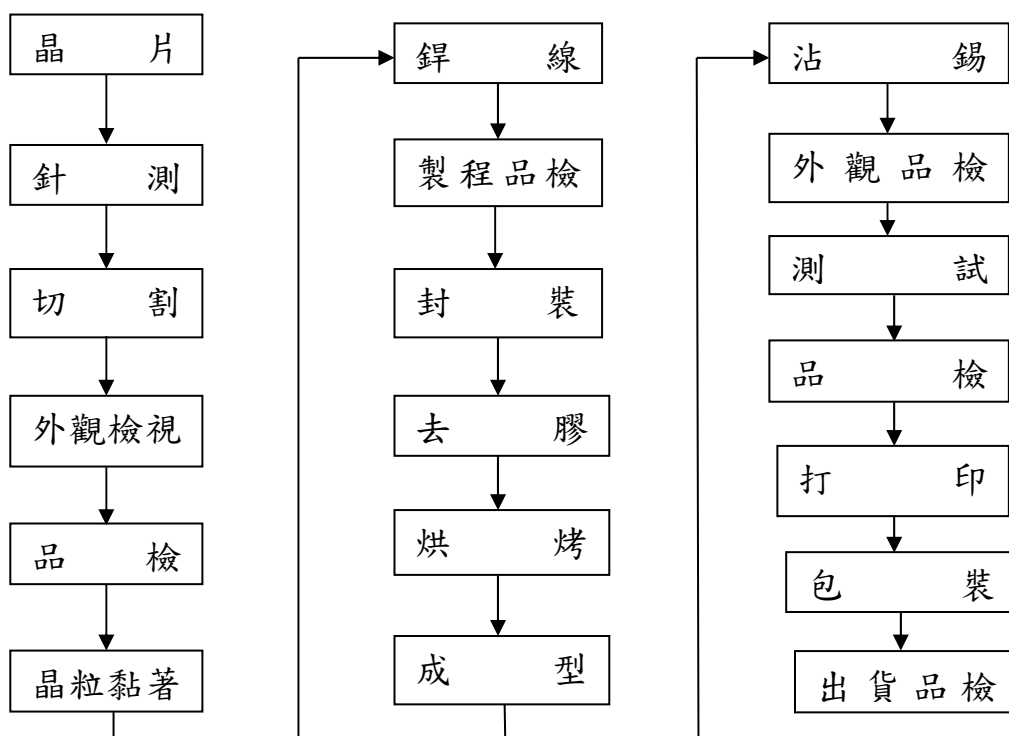 晶片
針測
切割
外觀檢視
品檢
晶粒黏著
銲線
製程品檢
封裝
去膠
烘烤
成型
沾錫
外觀品檢
測試
品檢
打印
包裝
出貨品檢